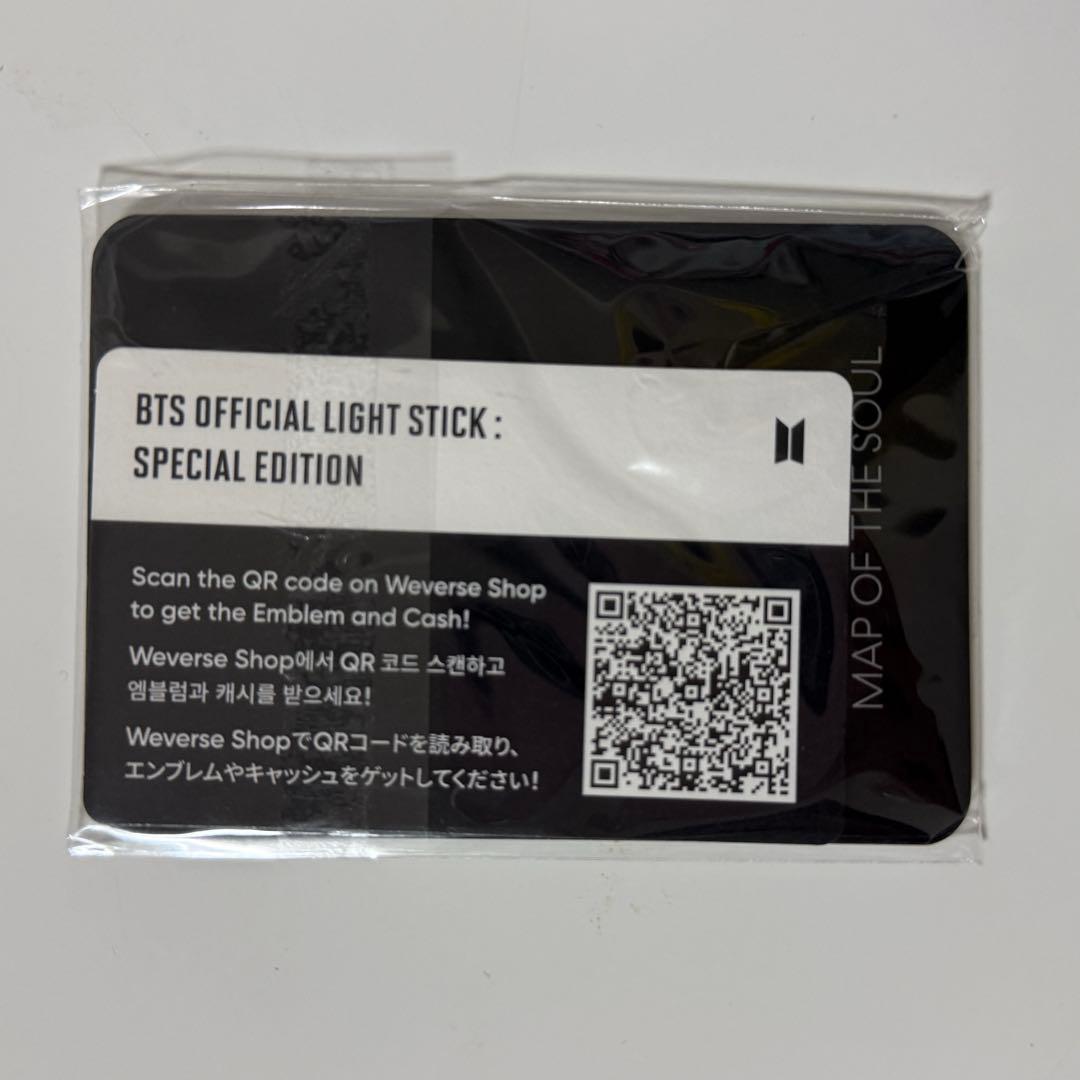 BTS OFFICIAL LIGHT STICK :
SPECIAL EDITION
Scan the QR code on Weverse Shop
to get the Emblem and Cash!
Weverse Shop에서 QR 코드 스캔하고
엠블럼과 캐시를 받으세요!
Weverse ShopでQRコードを読み取り、
エンブレムやキャッシュをゲットしてください!
MAP OF THE SOUL